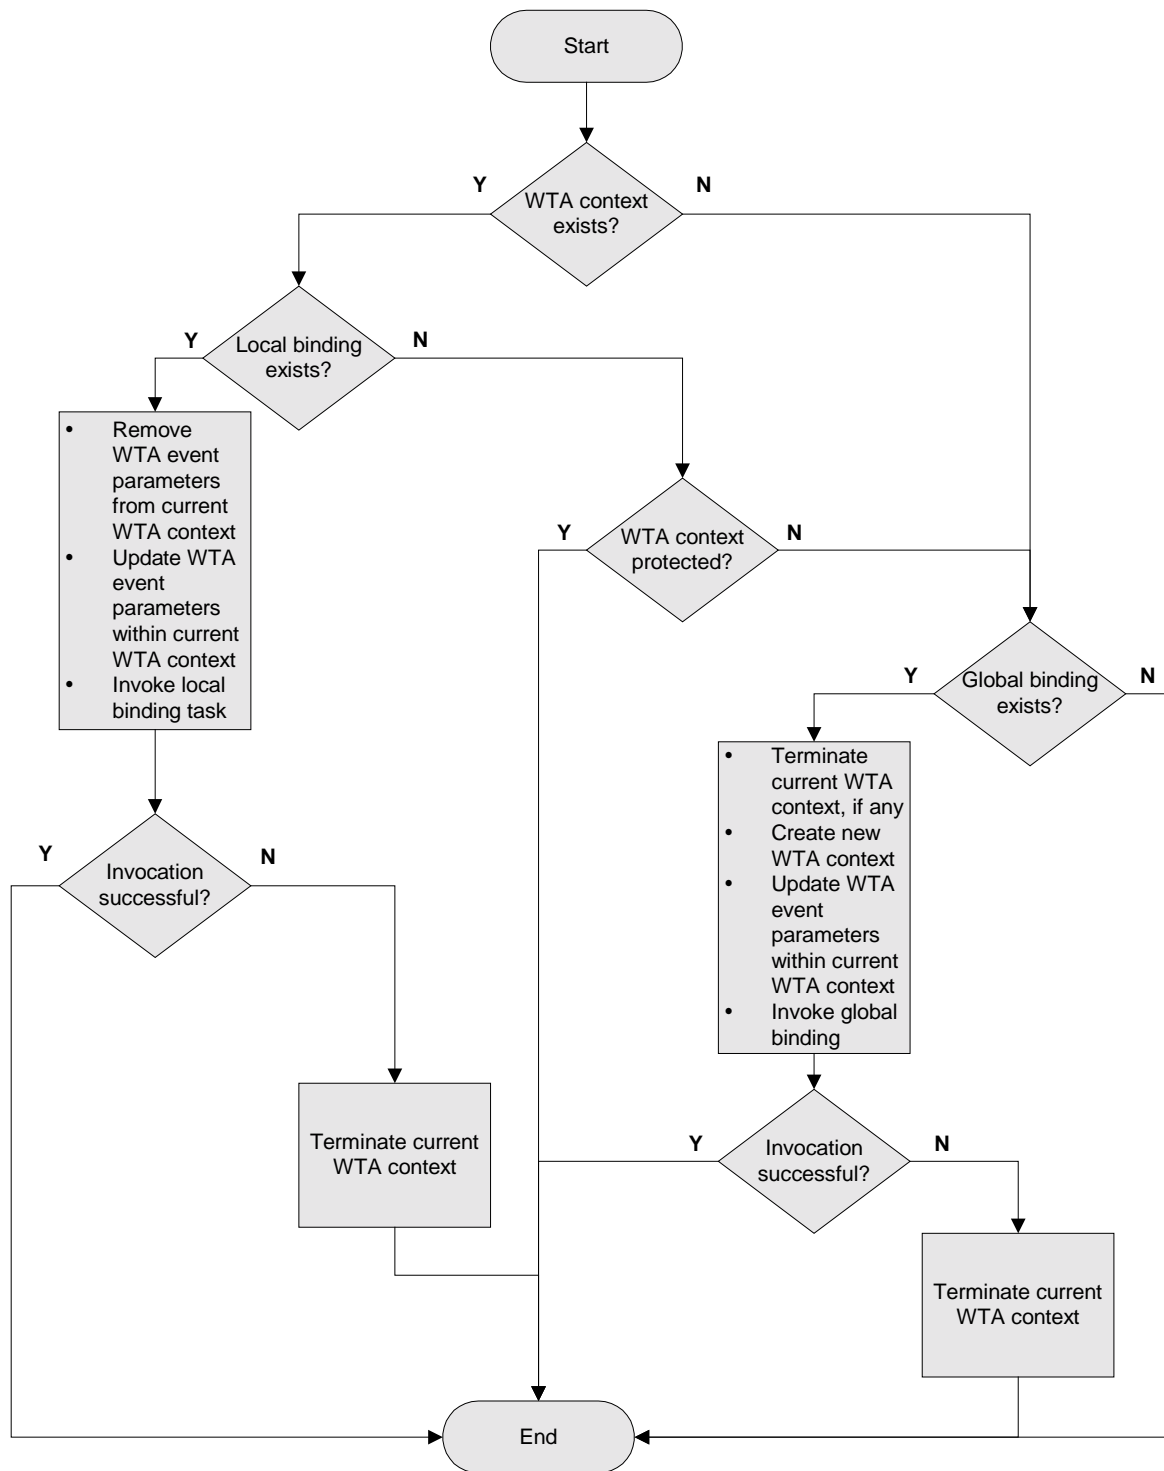 Start
Y
N
WTA context
exists?
Y
N
Local binding
exists?
• Remove
WTA event
parameters
from current
WTA context
• Update WTA
event
parameters
within current
WTA context
• Invoke local
binding task
Y
N
WTA context
protected?
Y
N
Global binding
exists?
• Terminate
current WTA
context, if any
• Create new
WTA context
• Update WTA
event
parameters
within current
WTA context
• Invoke global
binding
Y
N
Invocation
successful?
Terminate current
WTA context
Y
N
Invocation
successful?
Terminate current
WTA context
End